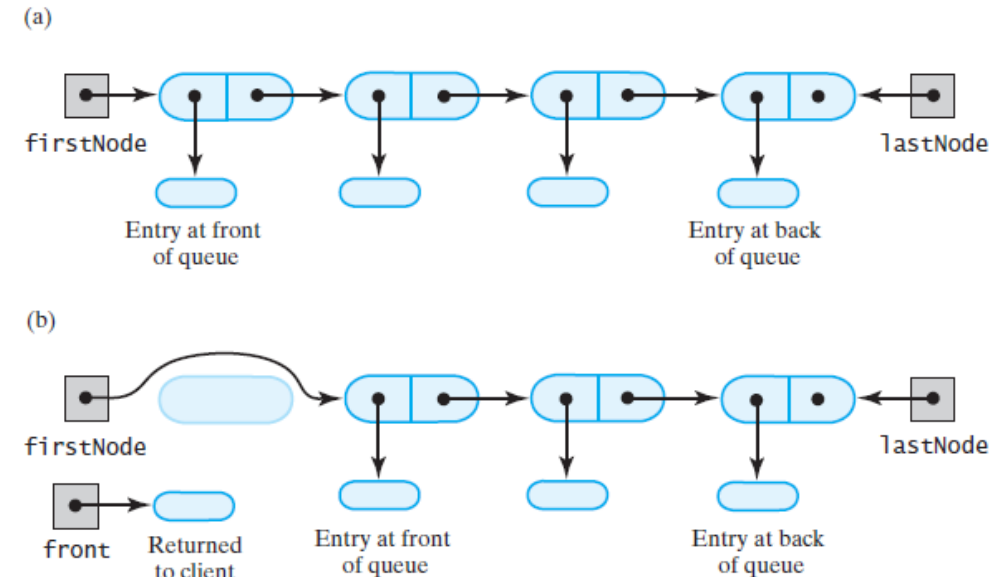 (a)
firstNode
lastNode
Entry at front
of queue
Entry at back
of queue
(b)
firstNode
lastNode
front
Returned
to client
Entry at front
of queue
Entry at back
of queue